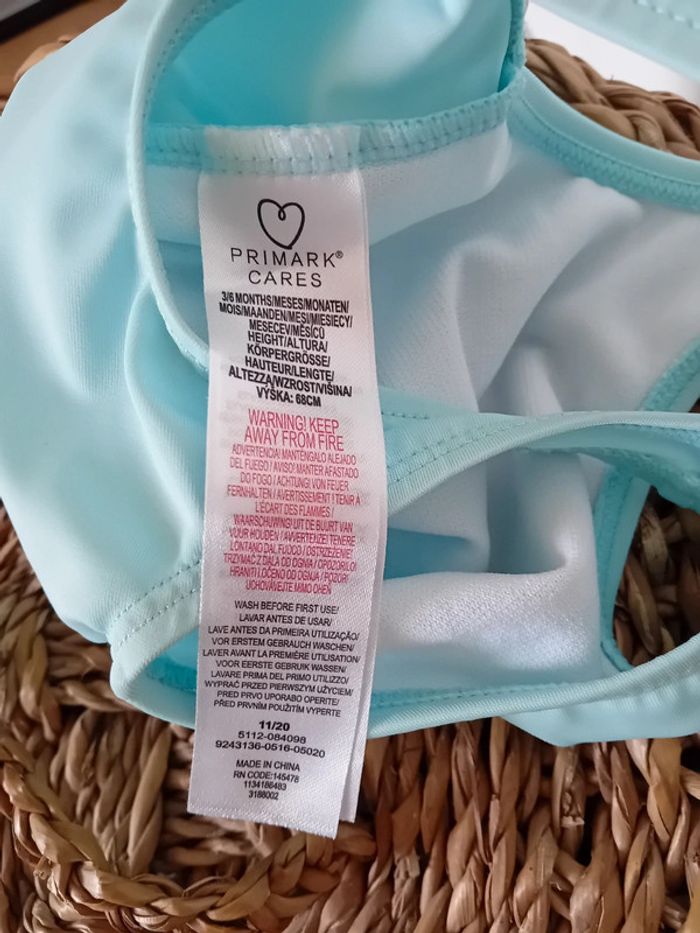 PRIMARK®
CARES
3/6 MONTHS/MESES/MONATEN/
MOIS/MAANDEN/MESI/MIESIECY/
MESECEV/MĚSÍCŮ
HEIGHT/ALTURA/
KÖRPERGRÖSSE/
HAUTEUR/LENGTE/
ALTEZZA/WZROST/VIŠINA/
VÝŠKA: 68CM
WARNING! KEEP
AWAY FROM FIRE
ADVERTENCIA! MANTÉNGALO ALEJADO
DEL FUEGO / AVISO! MANTER AFASTADO
DO FOGO / ACHTUNG! VON FEUER
FERNHALTEN / AVERTISSEMENT ! TENIR À
L'ÉCART DES FLAMMES /
WAARSCHUWING! UIT DE BUURT VAN
VUUR HOUDEN / AVVERTENZE! TENERE
LONTANO DAL FUOCO / OSTRZEŻENIE!
TRZYMAĆ Z DALA OD OGNIA / OPOZORILO!
HRANITI LOČENO OD OGNJA / POZOR!
UCHOVÁVEJTE MIMO OHEŇ
WASH BEFORE FIRST USE/
LAVAR ANTES DE USAR/
LAVE ANTES DA PRIMEIRA UTILIZAÇÃO/
VOR ERSTEM GEBRAUCH WASCHEN/
LAVER AVANT LA PREMIÈRE UTILISATION/
VOOR EERSTE GEBRUIK WASSEN/
LAVARE PRIMA DEL PRIMO UTILIZZO/
WYPRAĆ PRZED PIERWSZYM UŻYCIEM/
PRED PRVO UPORABO OPERITE/
PŘED PRVNÍM POUŽITÍM VYPERTE
11/20
5112-084098
9243136-0516-05020
MADE IN CHINA
RN CODE:145478
1134186483
3188002